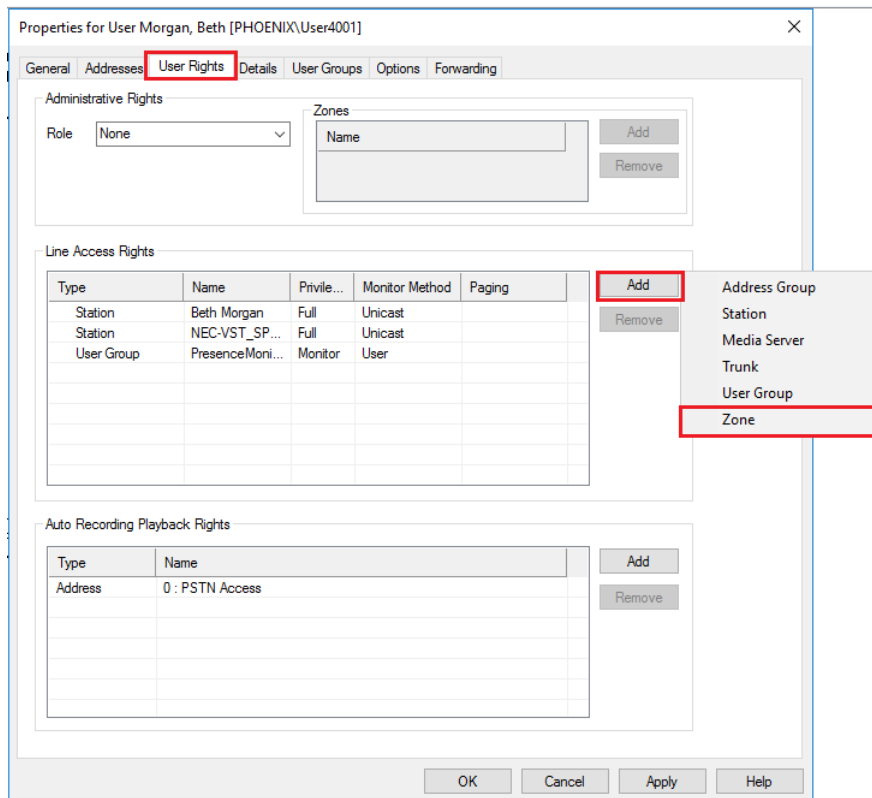 Properties for User Morgan, Beth [PHOENIX\User4001]
General Addresses User Rights Details User Groups Options Forwarding
Administrative Rights
Role None
Zones
Name
Add
Remove
Line Access Rights
Type Name Privile... Monitor Method Paging
Station Beth Morgan Full Unicast
Station NEC-VST_SP... Full Unicast
User Group PresenceMoni... Monitor User
Add
Remove
Address Group
Station
Media Server
Trunk
User Group
Zone
Auto Recording Playback Rights
Type Name
Address 0 : PSTN Access
Add
Remove
OK Cancel Apply Help